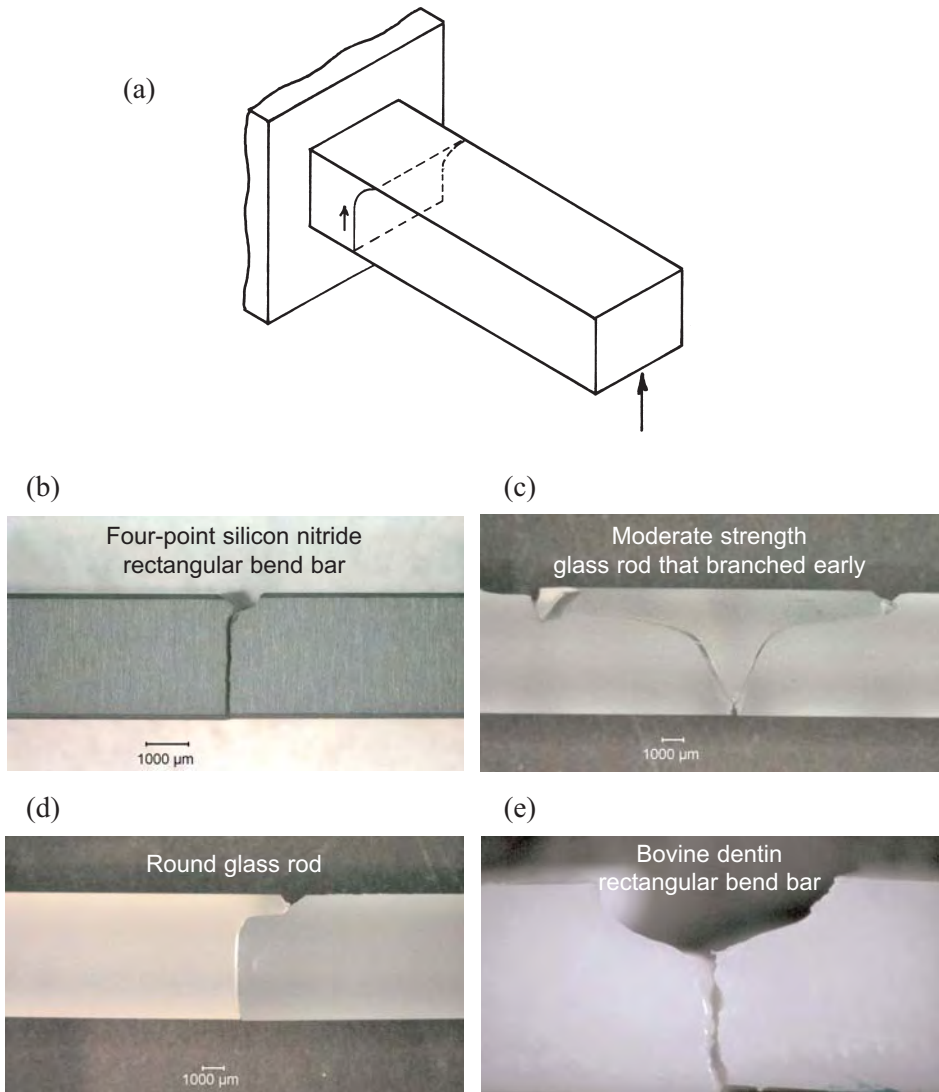 (a)
(b)
Four-point silicon nitride
rectangular bend bar
1000 µm
(c)
Moderate strength
glass rod that branched early
1000 µm
(d)
Round glass rod
1000 µm
(e)
Bovine dentin
rectangular bend bar